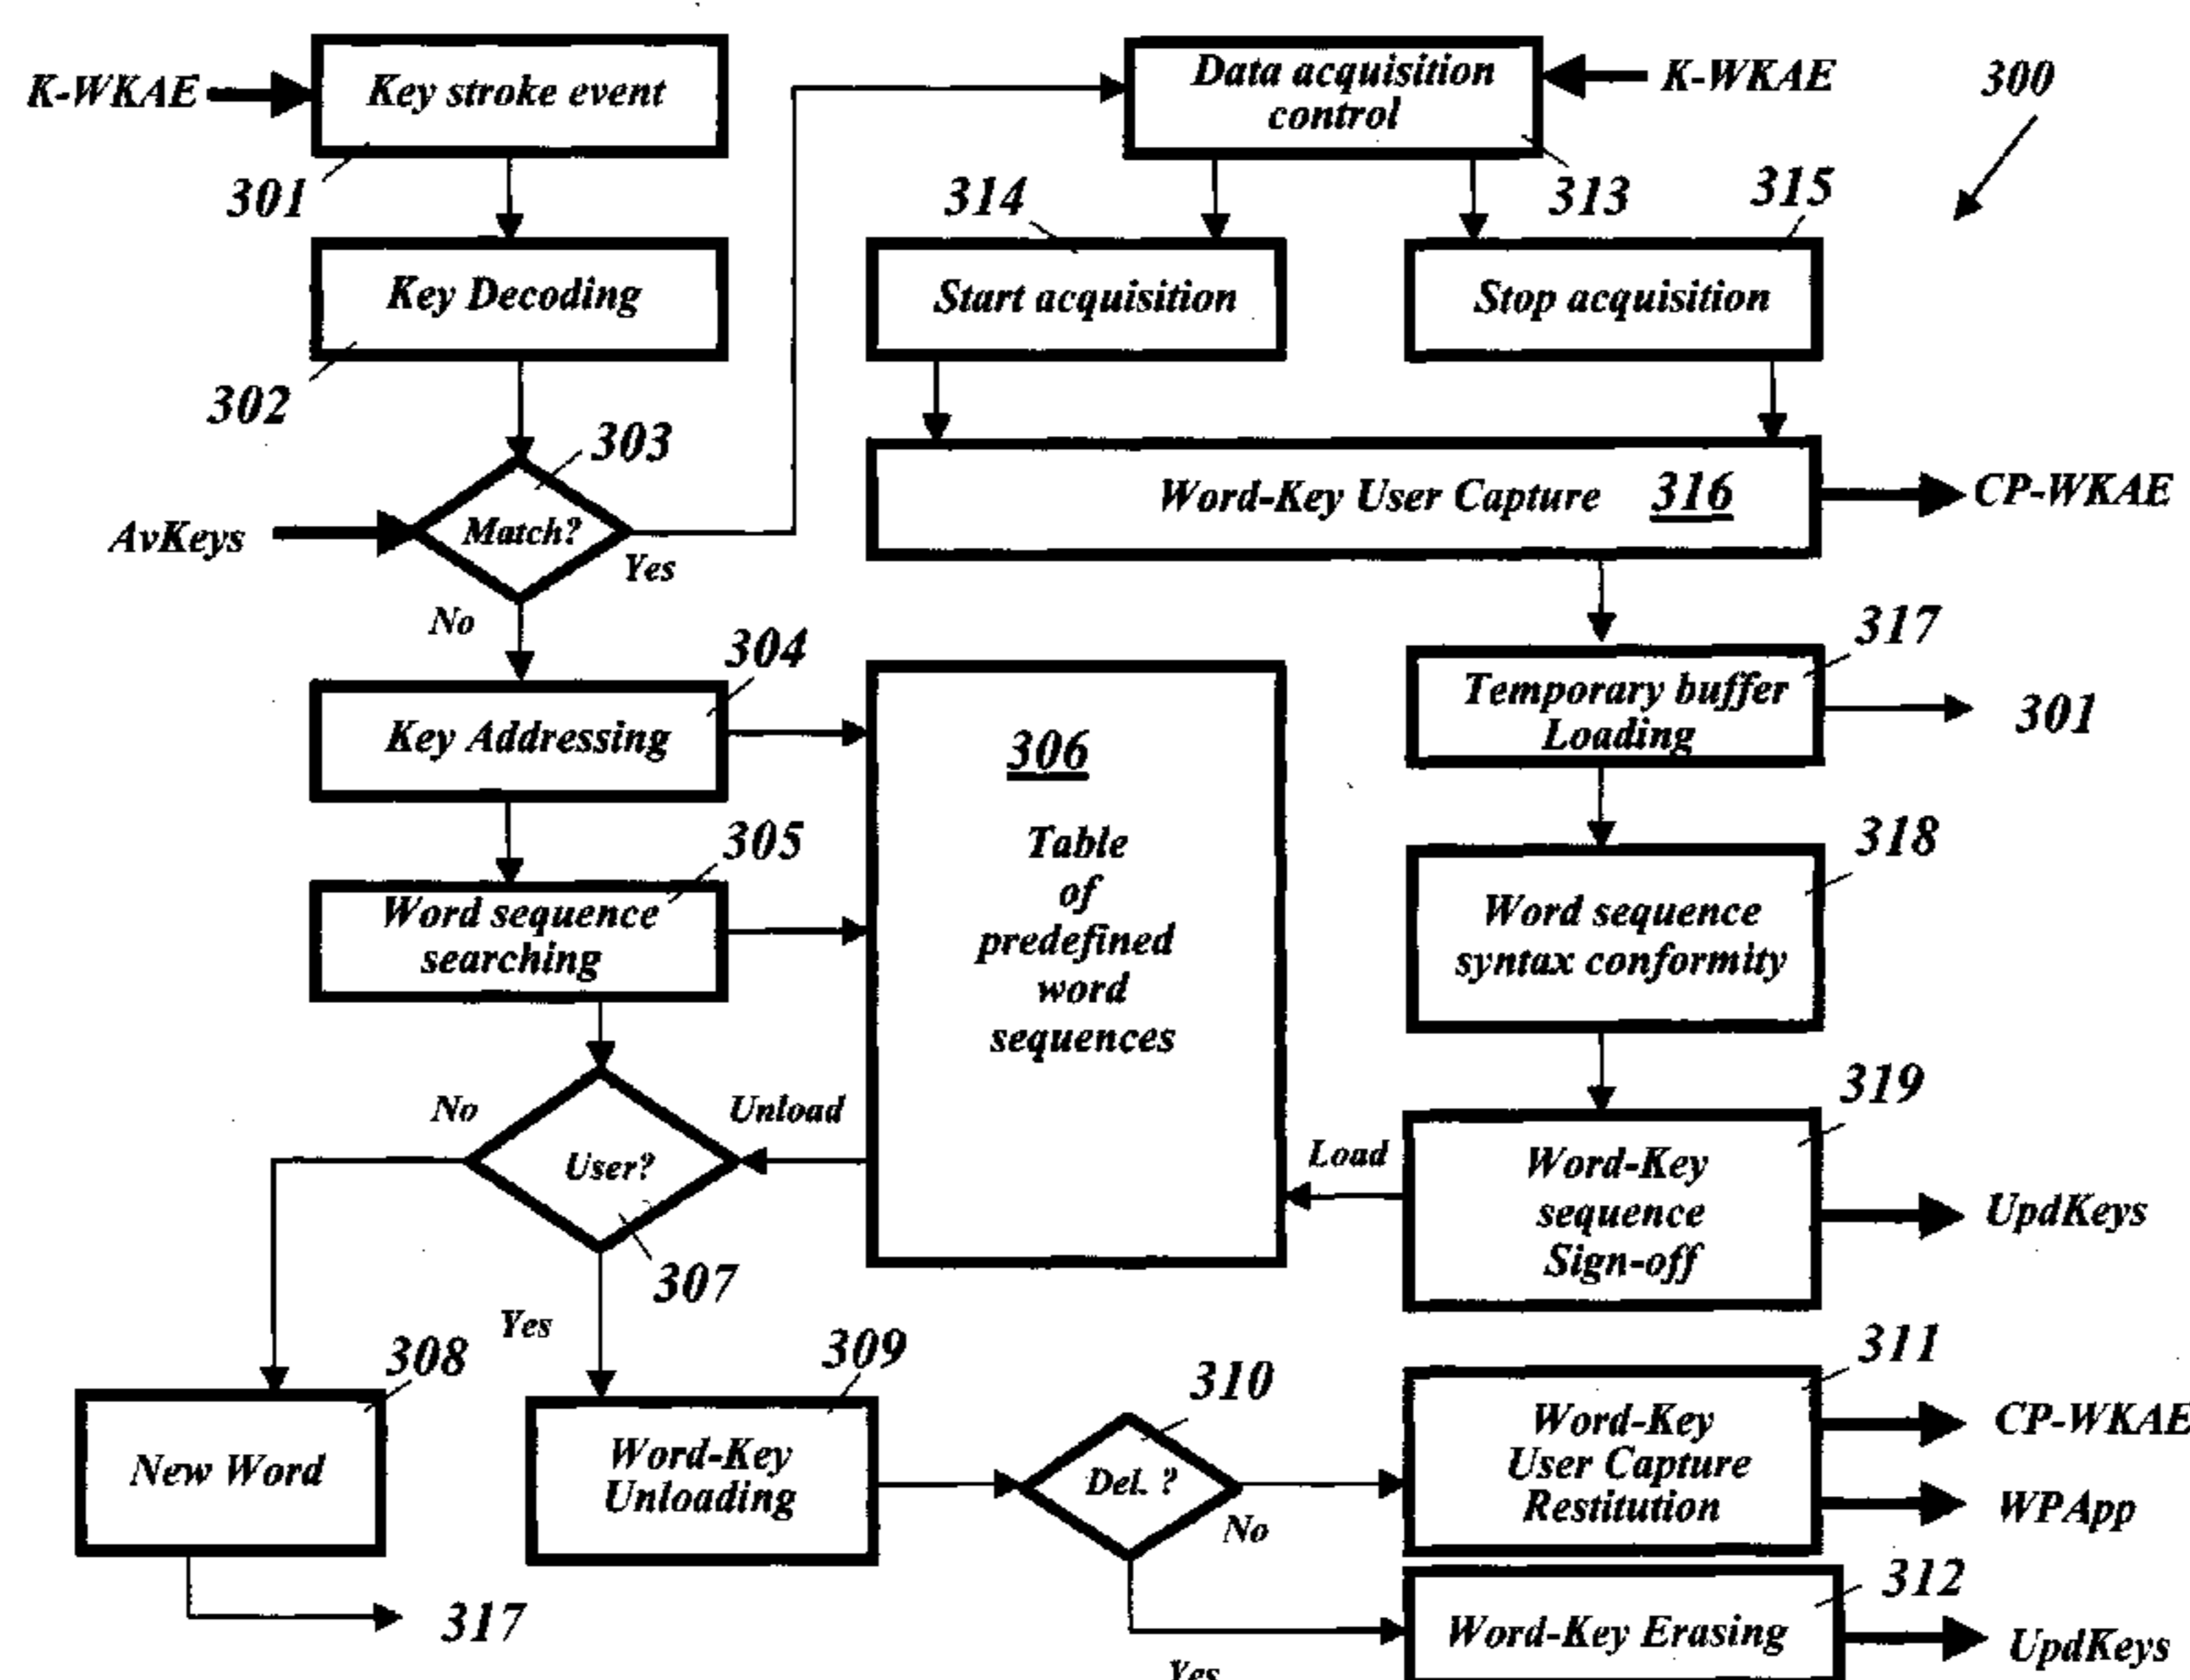 K-WKAE
Key stroke event
301
Data acquisition
control
K-WKAE
300
313
314
315
Key Decoding
302
Start acquisition
Stop acquisition
303
Match?
AvKeys
Yes
No
Word-Key User Capture 316
CP-WKAE
304
Key Addressing
317
Temporary buffer
Loading
301
305
Word sequence
searching
306
Table
of
predefined
word
sequences
318
Word sequence
syntax conformity
No
User?
307
Unload
Yes
Load
319
Word-Key
sequence
Sign-off
UpdKeys
308
New Word
317
309
Word-Key
Unloading
310
Del. ?
No
Yes
311
Word-Key
User Capture
Restitution
CP-WKAE
WPApp
312
Word-Key Erasing
UpdKeys